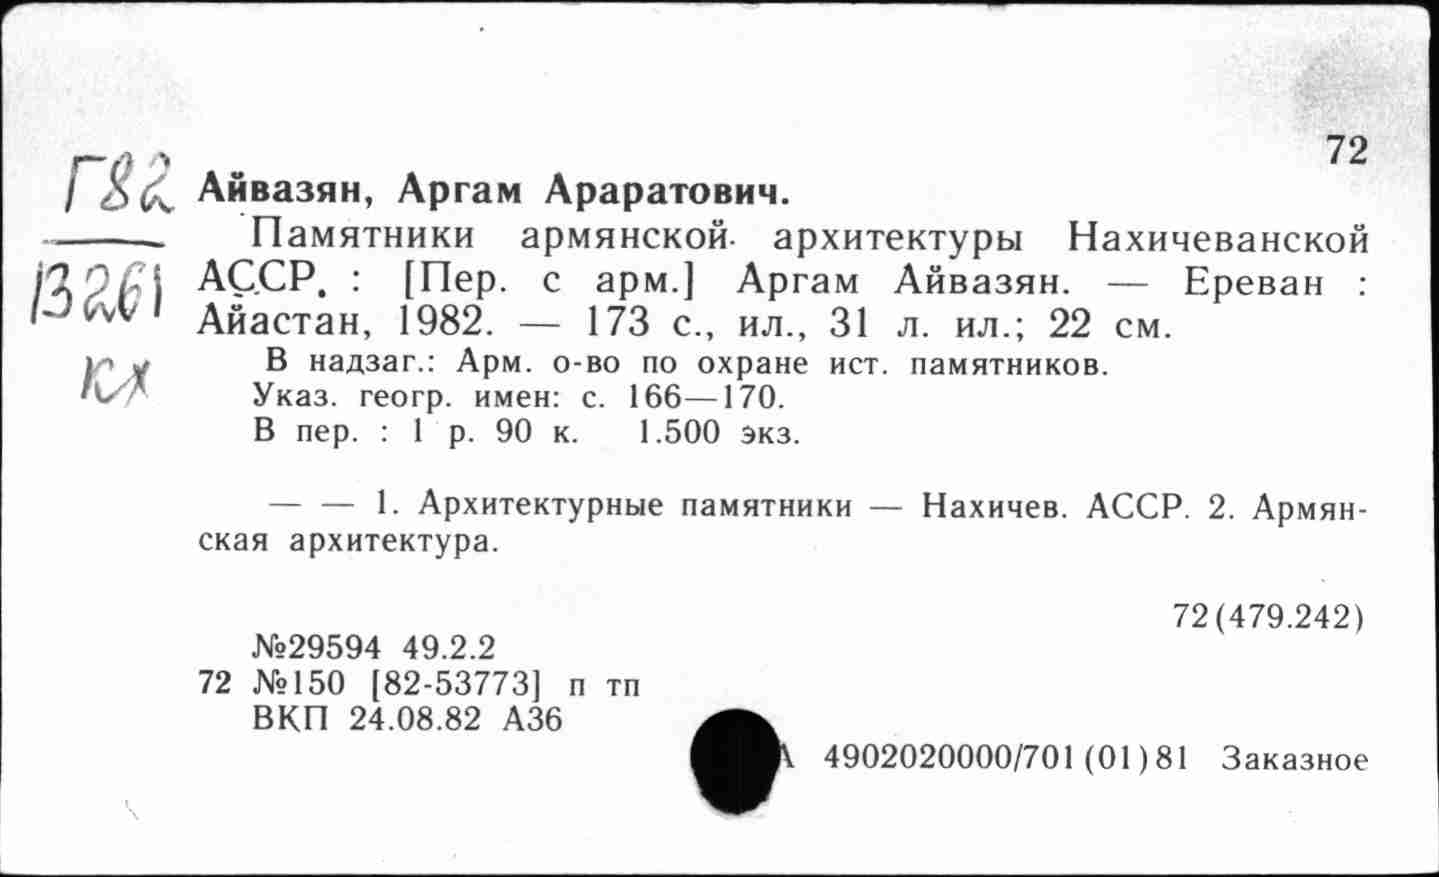 72
Г82
13261
кх
Айвазян, Аргам Араратович.
Памятники армянской архитектуры Нахичеванской
АССР. : [Пер. с арм.] Аргам Айвазян. — Ереван :
Айастан, 1982. — 173 с., ил., 31 л. ил.; 22 см.
В надзаг.: Арм. о-во по охране ист. памятников.
Указ. геогр. имен: с. 166—170.
В пер. : 1 р. 90 к. 1.500 экз.
— — 1. Архитектурные памятники — Нахичев. АССР. 2. Армян-
ская архитектура.
72(479.242)
№29594 49.2.2
72 №150 [82-53773] п тп
ВКП 24.08.82 А36
4902020000/701(01)81 Заказное